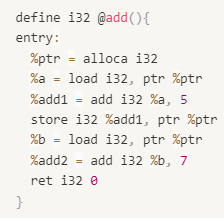 define i32 @add(){
entry:
  %ptr = alloca i32
  %a = load i32, ptr %ptr
  %add1 = add i32 %a, 5
  store i32 %add1, ptr %ptr
  %b = load i32, ptr %ptr
  %add2 = add i32 %b, 7
  ret i32 0
}